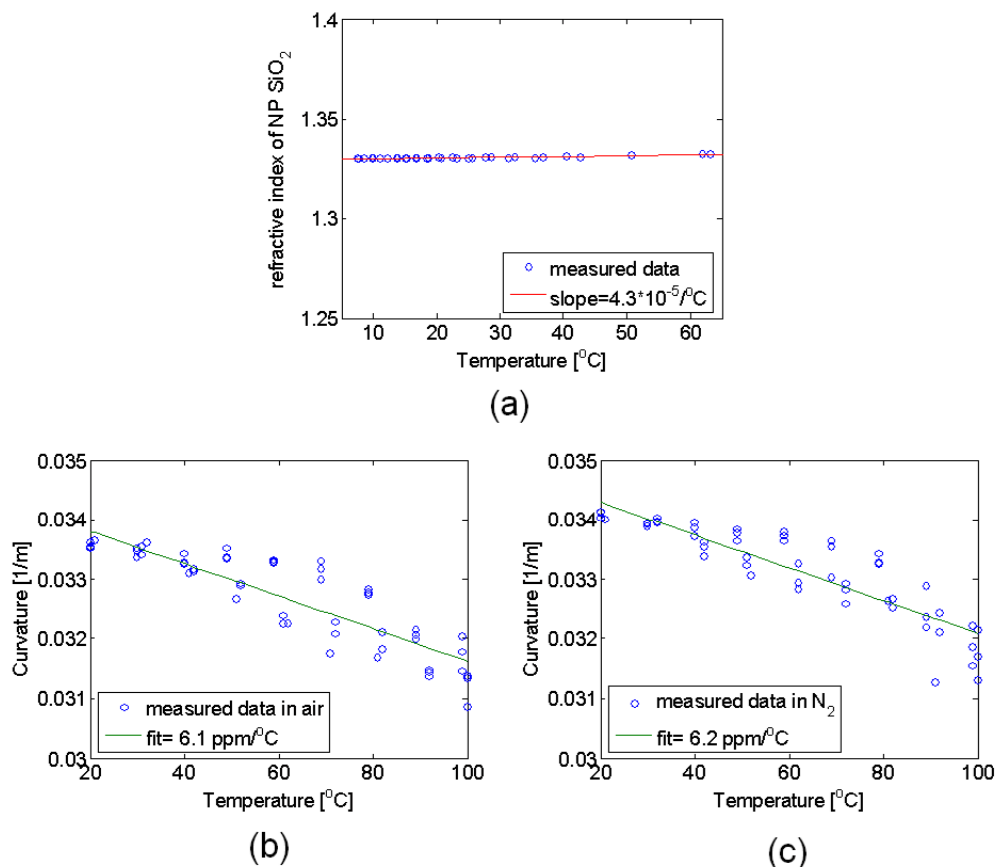 1.4
1.35
1.3
1.25
refractive index of NP SiO₂
measured data
slope=4.3*10⁻⁵/⁰C
10 20 30 40 50 60
Temperature [⁰C]
(a)
0.035
0.034
0.033
0.032
0.031
0.03
Curvature [1/m]
measured data in air
fit= 6.1 ppm/⁰C
20 40 60 80 100
Temperature [⁰C]
(b)
0.035
0.034
0.033
0.032
0.031
0.03
Curvature [1/m]
measured data in N₂
fit= 6.2 ppm/⁰C
20 40 60 80 100
Temperature [⁰C]
(c)